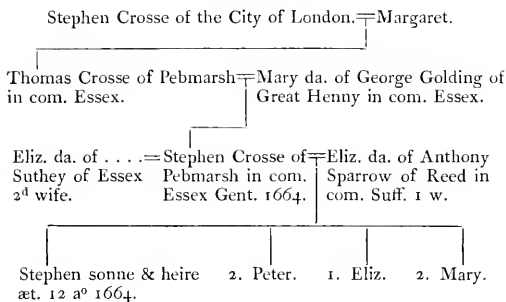 Stephen Crosse of the City of London.=Margaret.
Thomas Crosse of Pebmarsh=Mary da. of George Golding of
in com. Essex. Great Henny in com. Essex.
Eliz. da. of . . . .=Stephen Crosse of=Eliz. da. of Anthony
Suthey of Essex Pebmarsh in com. Sparrow of Reed in
2d wife. Essex Gent. 1664. com. Suff. 1 w.
Stephen sonne & heire 2. Peter. 1. Eliz. 2. Mary.
æt. 12 ao 1664.